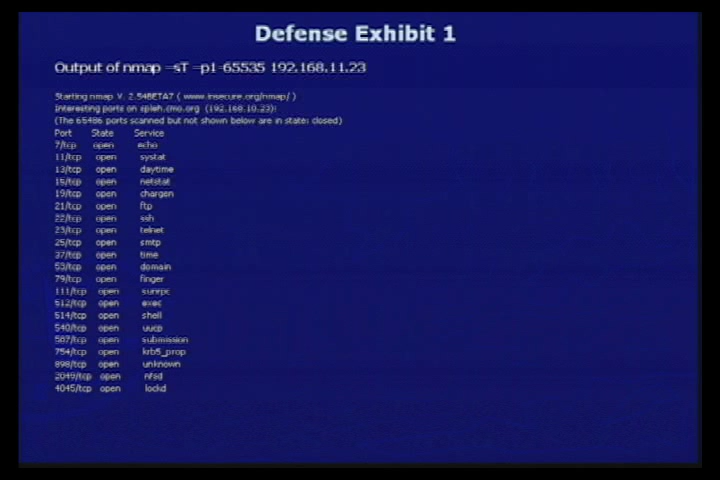 Defense Exhibit 1
Output of nmap -sT -p1-65535 192.168.11.23
Starting nmap V. 2.54BETA7 ( www.insecure.org/nmap/ )
Interesting ports on spleh.cmo.org (192.168.10.23):
(The 65486 ports scanned but not shown below are in state: closed)
Port State Service
7/tcp open echo
11/tcp open systat
13/tcp open daytime
15/tcp open netstat
19/tcp open chargen
21/tcp open ftp
22/tcp open ssh
23/tcp open telnet
25/tcp open smtp
37/tcp open time
53/tcp open domain
79/tcp open finger
111/tcp open sunrpc
512/tcp open exec
514/tcp open shell
540/tcp open uucp
587/tcp open submission
754/tcp open krb5_prop
898/tcp open unknown
2049/tcp open nfsd
4045/tcp open lockd